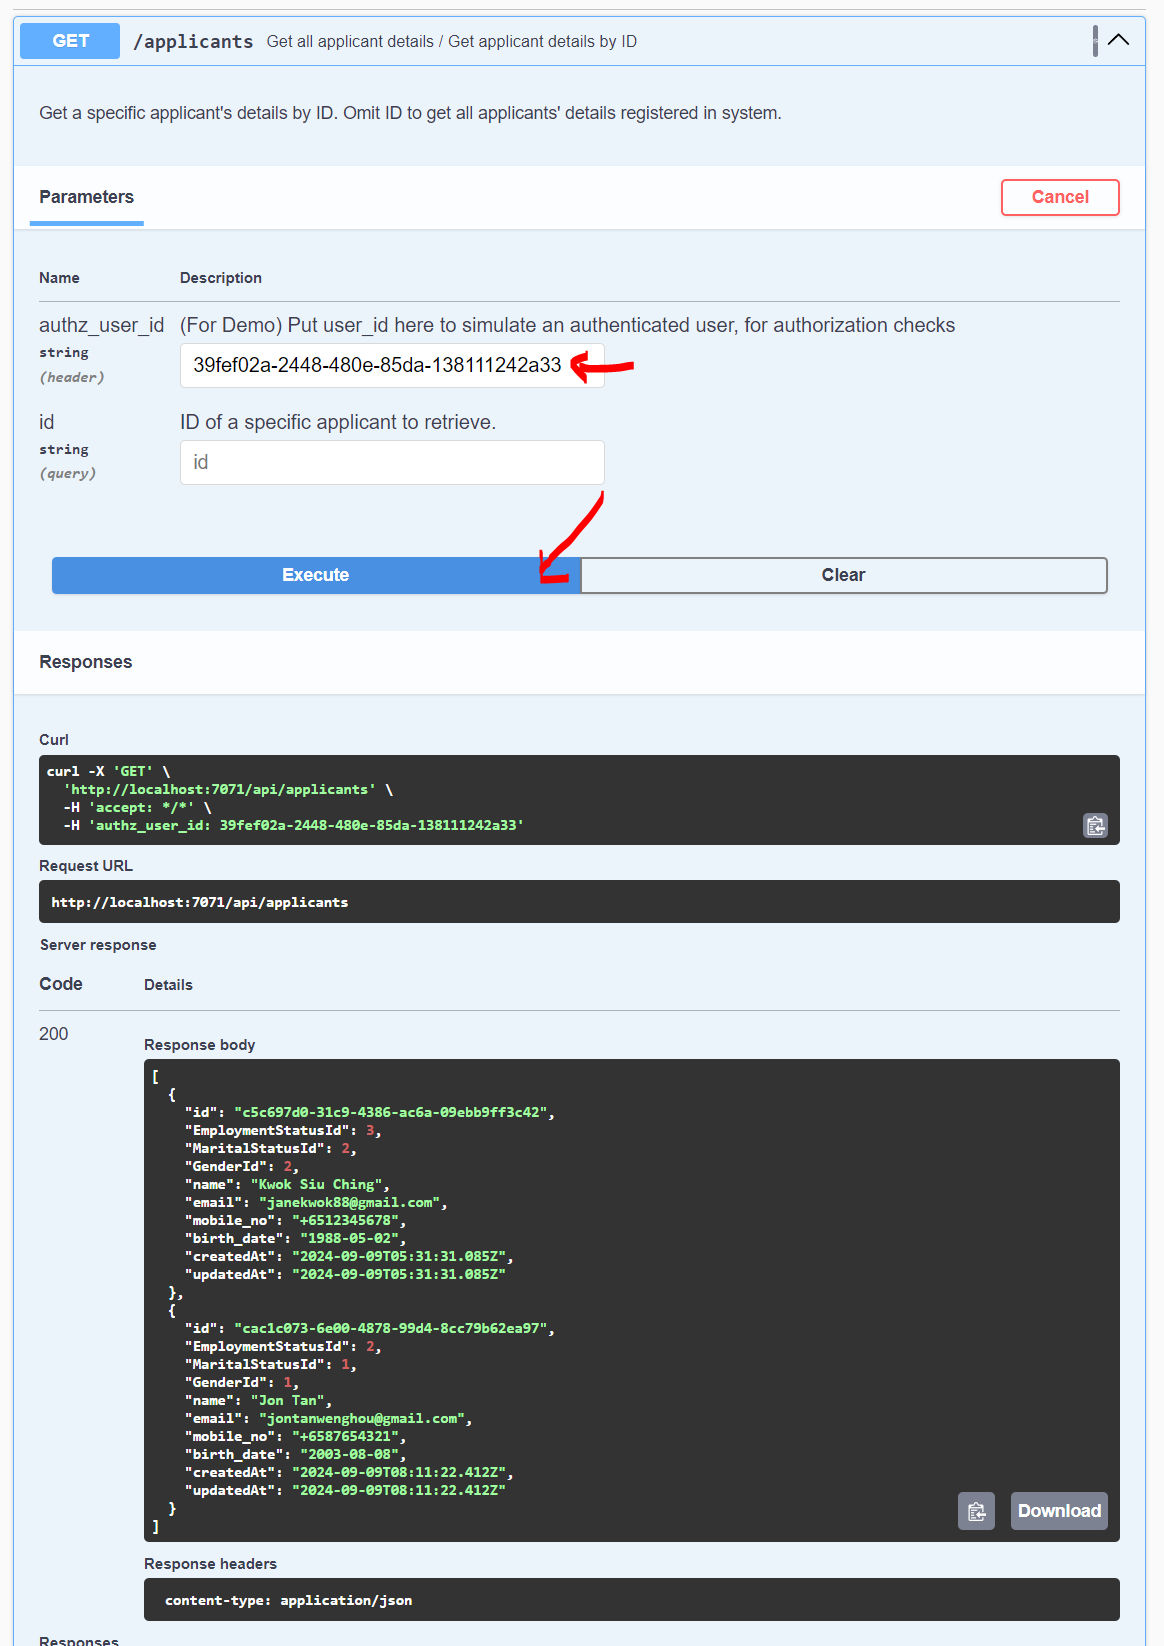 GET /applicants Get all applicant details / Get applicant details by ID
Get a specific applicant's details by ID. Omit ID to get all applicants' details registered in system.
Parameters
Cancel
Name Description
authz_user_id (For Demo) Put user_id here to simulate an authenticated user, for authorization checks
string
(header)
39fef02a-2448-480e-85da-138111242a33
id ID of a specific applicant to retrieve.
string
(query)
id
Execute
Clear
Responses
Curl
curl -X 'GET' \
'http://localhost:7071/api/applicants' \
-H 'accept: */*' \
-H 'authz_user_id: 39fef02a-2448-480e-85da-138111242a33'
Request URL
http://localhost:7071/api/applicants
Server response
Code Details
200
Response body
[
{
"id": "c5c697d0-31c9-4386-ac6a-09ebb9ff3c42",
"EmploymentStatusId": 3,
"MaritalStatusId": 2,
"GenderId": 2,
"name": "Kwok Siu Ching",
"email": "janekwok88@gmail.com",
"mobile_no": "+6512345678",
"birth_date": "1988-05-02",
"createdAt": "2024-09-09T05:31:31.085Z",
"updatedAt": "2024-09-09T05:31:31.085Z"
},
{
"id": "cac1c073-6e00-4878-99d4-8cc79b62ea97",
"EmploymentStatusId": 2,
"MaritalStatusId": 1,
"GenderId": 1,
"name": "Jon Tan",
"email": "jontanwenghou@gmail.com",
"mobile_no": "+6587654321",
"birth_date": "2003-08-08",
"createdAt": "2024-09-09T08:11:22.412Z",
"updatedAt": "2024-09-09T08:11:22.412Z"
}
]
Download
Response headers
content-type: application/json
Responses